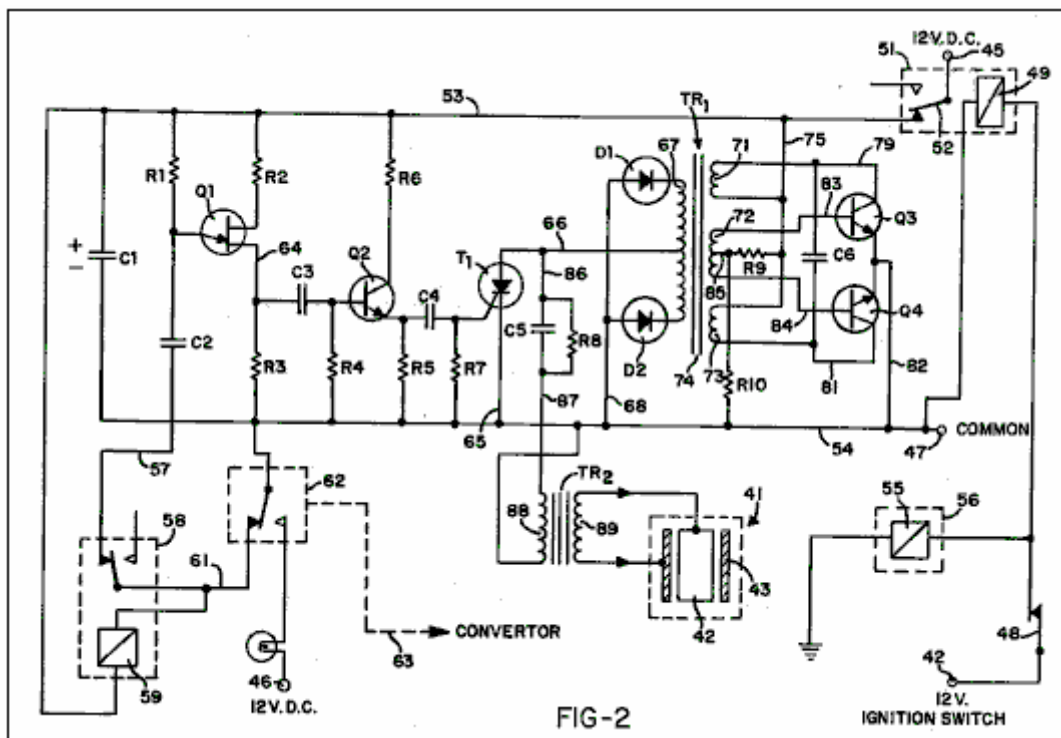 12V. D.C.
45
51
49
53
TR1
75
52
D1
67
71
79
R1
R2
R6
83
Q1
66
72
Q3
+
-
C1
64
C3
Q2
T1
86
R9
C6
C4
85
C5
84
Q4
C2
R8
D2
73
81
82
R3
R4
R5
R7
87
74
R10
65
68
54
47
COMMON
57
62
TR2
55
56
58
88
89
41
61
43
CONVERTOR
63
42
48
59
46
12V. D.C.
42
12V.
IGNITION SWITCH
FIG-2